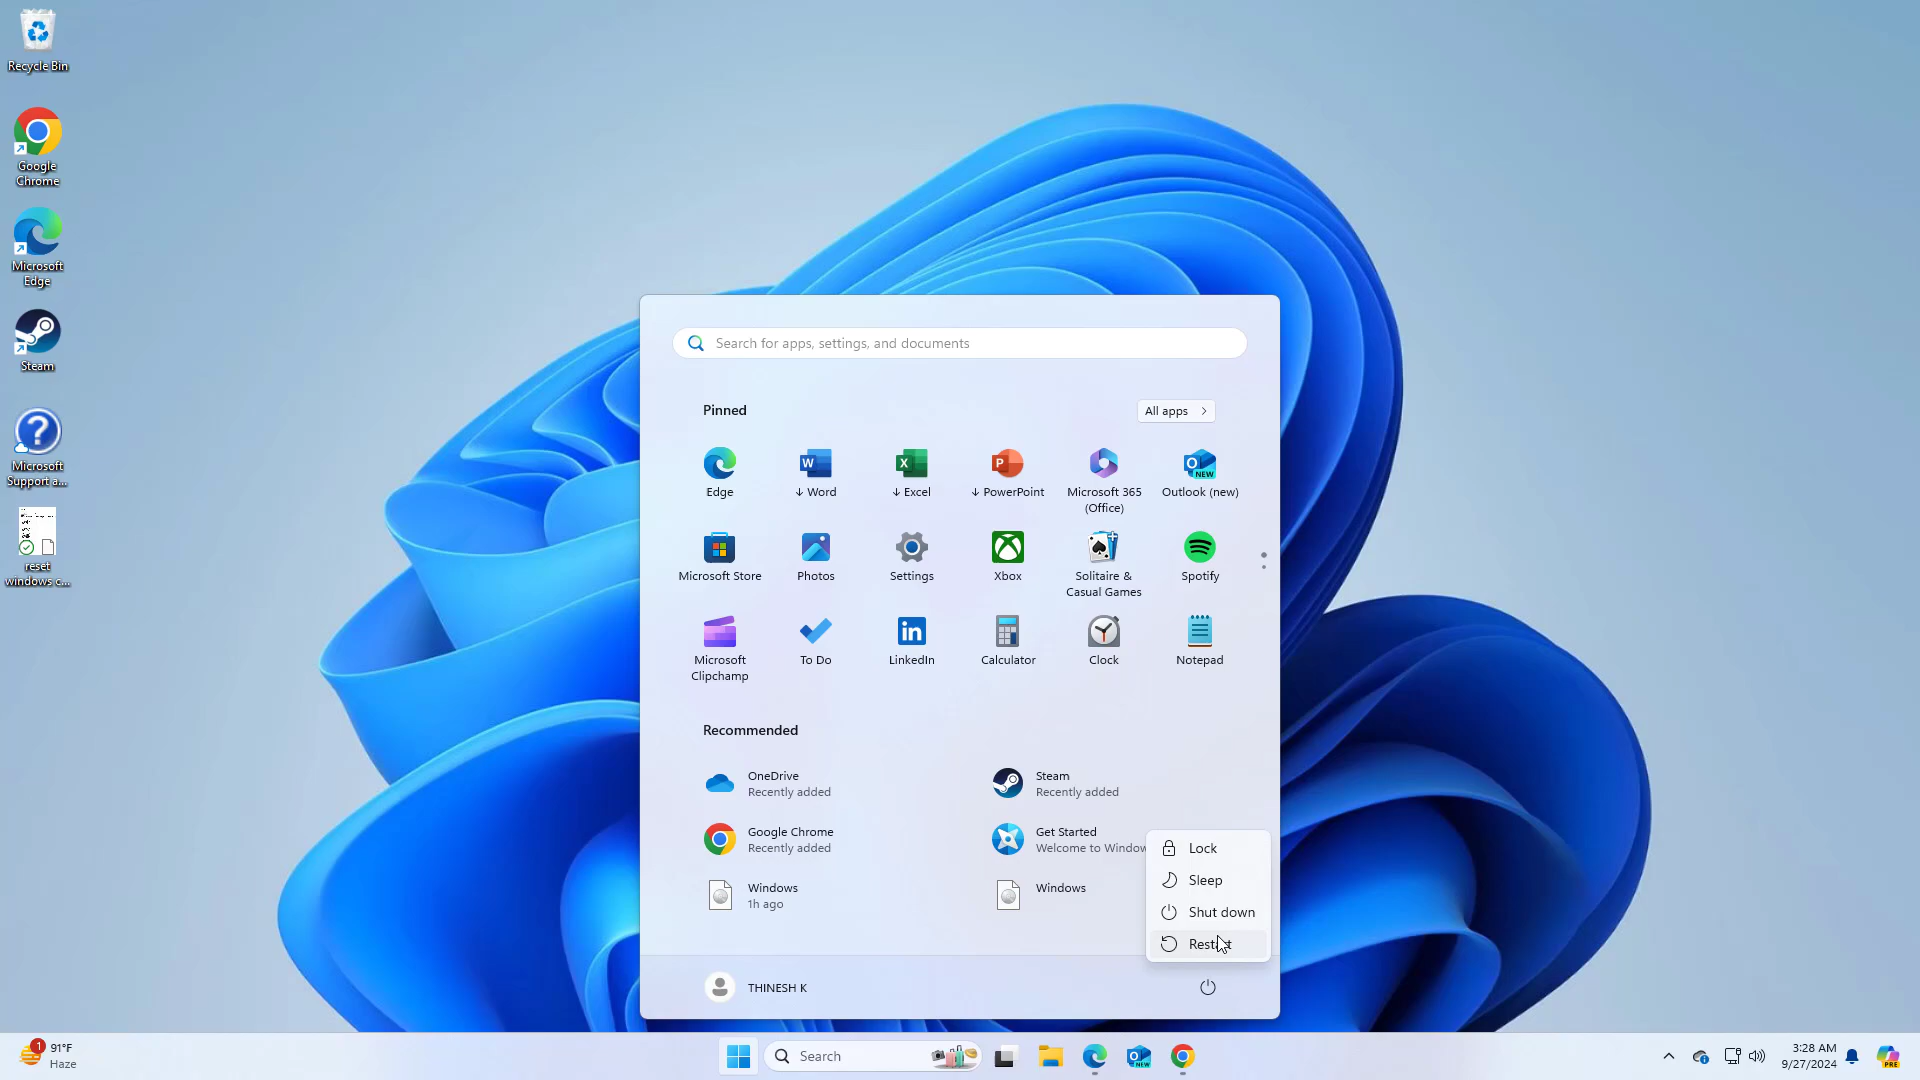 Recycle Bin
Google
Chrome
Microsoft
Edge
Steam
Microsoft
Support a...
reset
windows c...
Search for apps, settings, and documents
Pinned
All apps
Edge
Word
Excel
PowerPoint
Microsoft 365
(Office)
Outlook (new)
Microsoft Store
Photos
Settings
Xbox
Solitaire &
Casual Games
Spotify
Microsoft
Clipchamp
To Do
LinkedIn
Calculator
Clock
Notepad
Recommended
OneDrive
Recently added
Steam
Recently added
Google Chrome
Recently added
Get Started
Welcome to Window
Windows
1h ago
Windows
Lock
Sleep
Shut down
Restart
THINESH K
1
91°F
Haze
Search
NEW
PRE
3:28 AM
9/27/2024